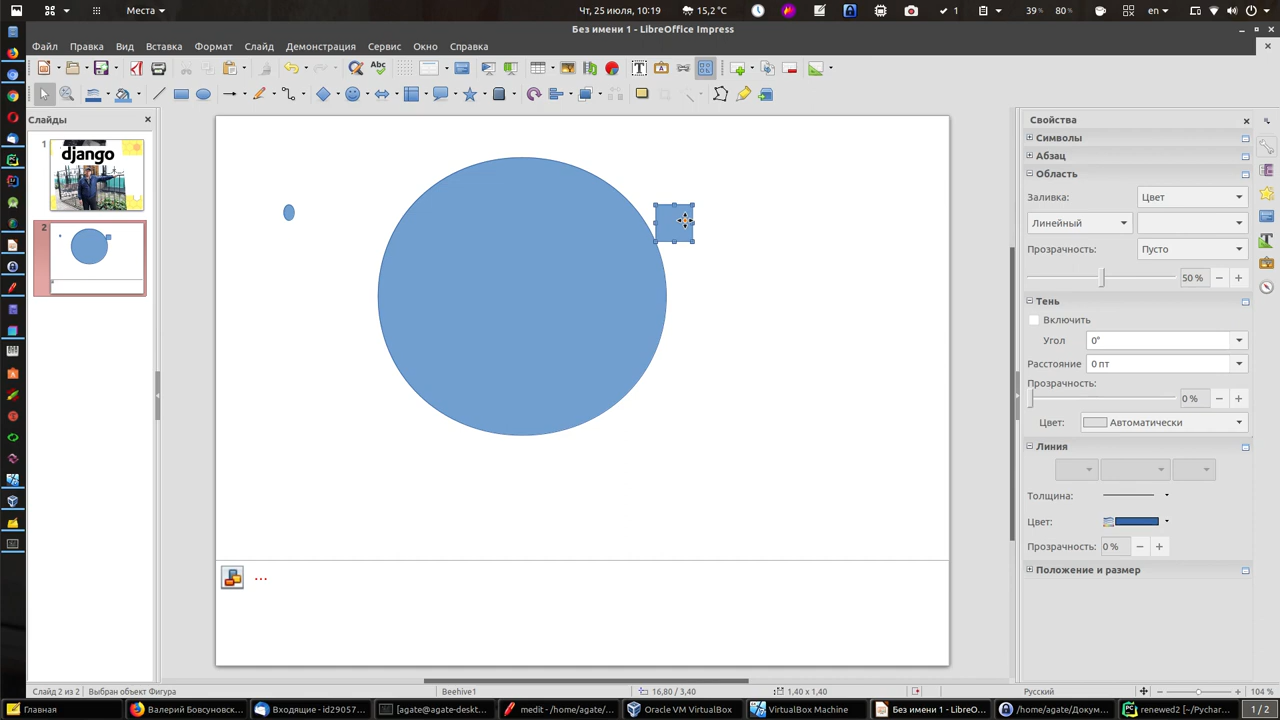 Места
Чт, 25 июля, 10:19
15,2 °C
1
39%
80%
en
Без имени 1 - LibreOffice Impress
Файл Правка Вид Вставка Формат Слайд Демонстрация Сервис Окно Справка
Abc
T
A
Слайды
1
django
2
Свойства
Символы
Абзац
Область
Заливка:
Цвет
Линейный
Прозрачность:
Пусто
50 %
Тень
Включить
Угол
0°
Расстояние
0 пт
Прозрачность:
0 %
Цвет:
Автоматически
Линия
Толщина:
Цвет:
Прозрачность:
0 %
Положение и размер
...
Слайд 2 из 2
Выбран объект Фигура
Beehive1
16,80 / 3,40
1,40 x 1,40
Русский
104 %
Главная
Валерий Бовсуновск...
Входящие - id29057...
[agate@agate-deskt...
medit - /home/agate/...
Oracle VM VirtualBox
VirtualBox Machine
Без имени 1 - LibreO...
/home/agate/Докумен...
renewed2 [~/Pychar...
1 / 2